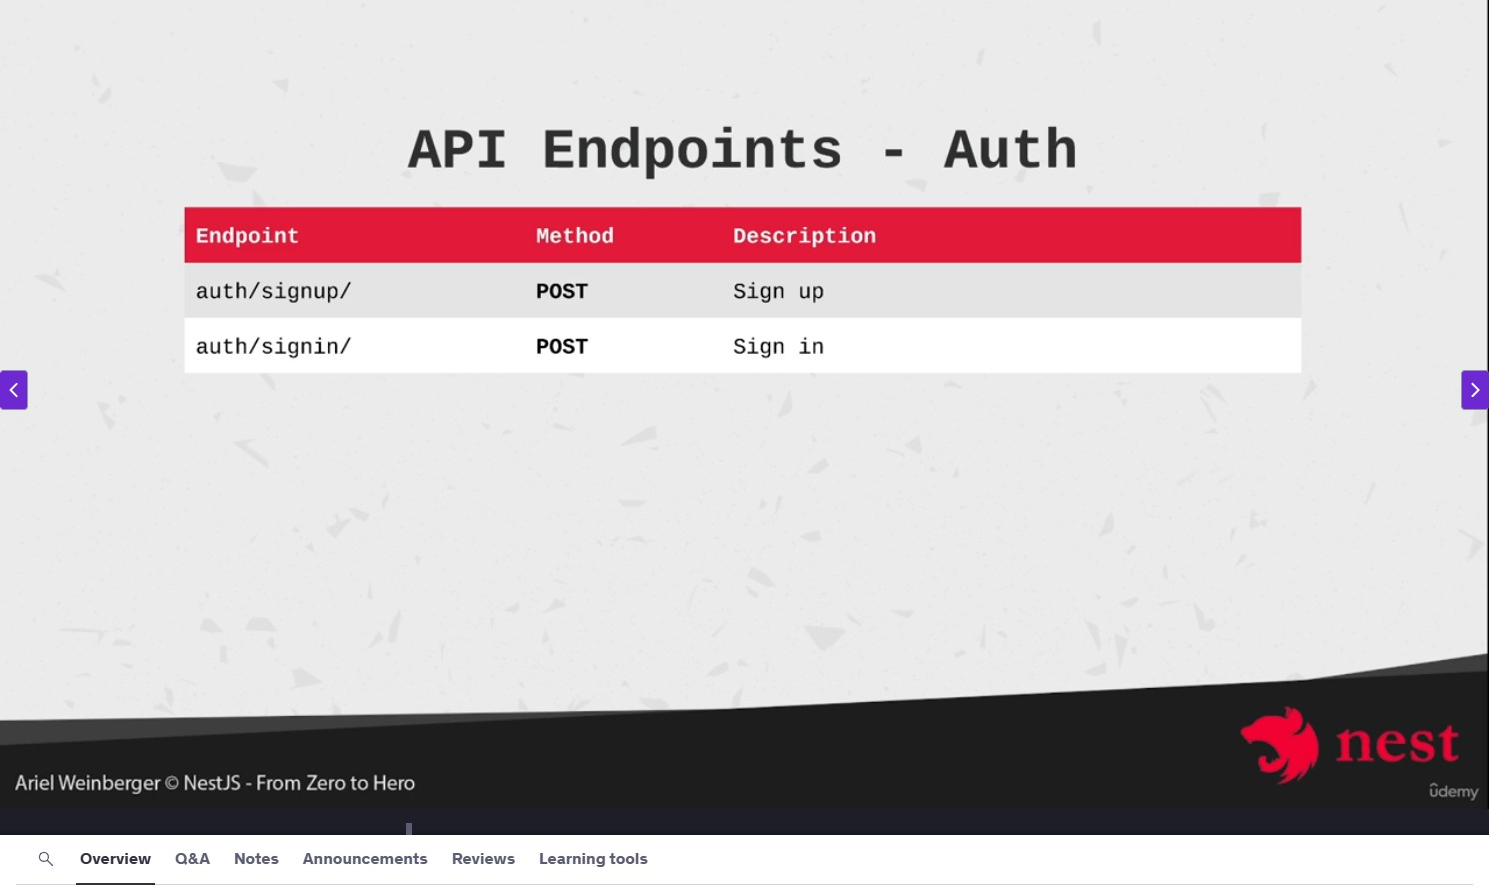 API Endpoints - Auth
Endpoint Method Description
auth/signup/ POST Sign up
auth/signin/ POST Sign in
nest
Ariel Weinberger © NestJS - From Zero to Hero
ûdemy
Overview Q&A Notes Announcements Reviews Learning tools